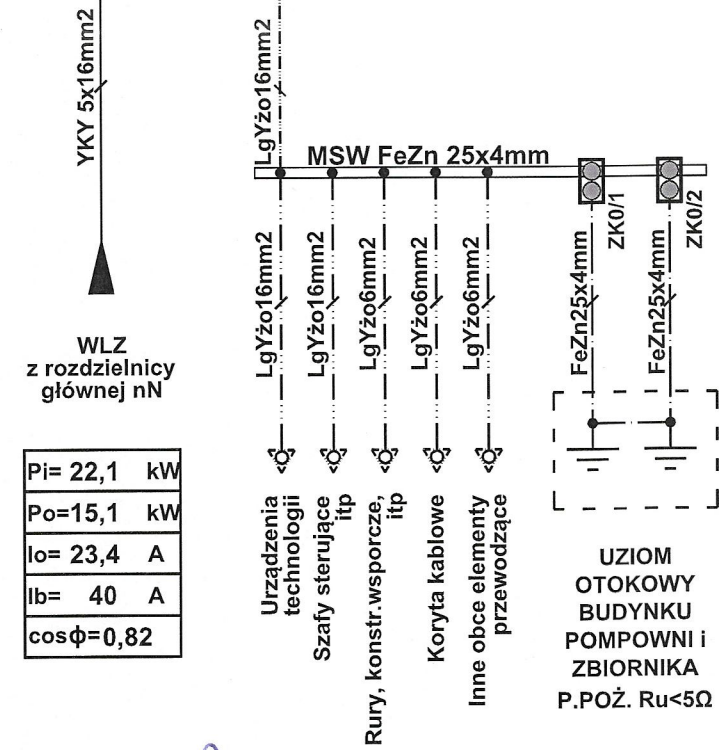 YKY 5x16mm2
WLZ
z rozdzielnicy
głównej nN
Pi= 22,1 kW
Po=15,1 kW
Io= 23,4 A
Ib= 40 A
cosϕ=0,82
LgYżo16mm2
MSW FeZn 25x4mm
LgYżo16mm2
LgYżo16mm2
LgYżo6mm2
LgYżo6mm2
LgYżo6mm2
ZK0/1
ZK0/2
FeZn25x4mm
FeZn25x4mm
Urządzenia
technologii
Szafy sterujące
itp
Rury, konstr.wsporcze,
itp
Koryta kablowe
Inne obce elementy
przewodzące
UZIOM
OTOKOWY
BUDYNKU
POMPOWNI i
ZBIORNIKA
P.POŻ. Ru<5Ω